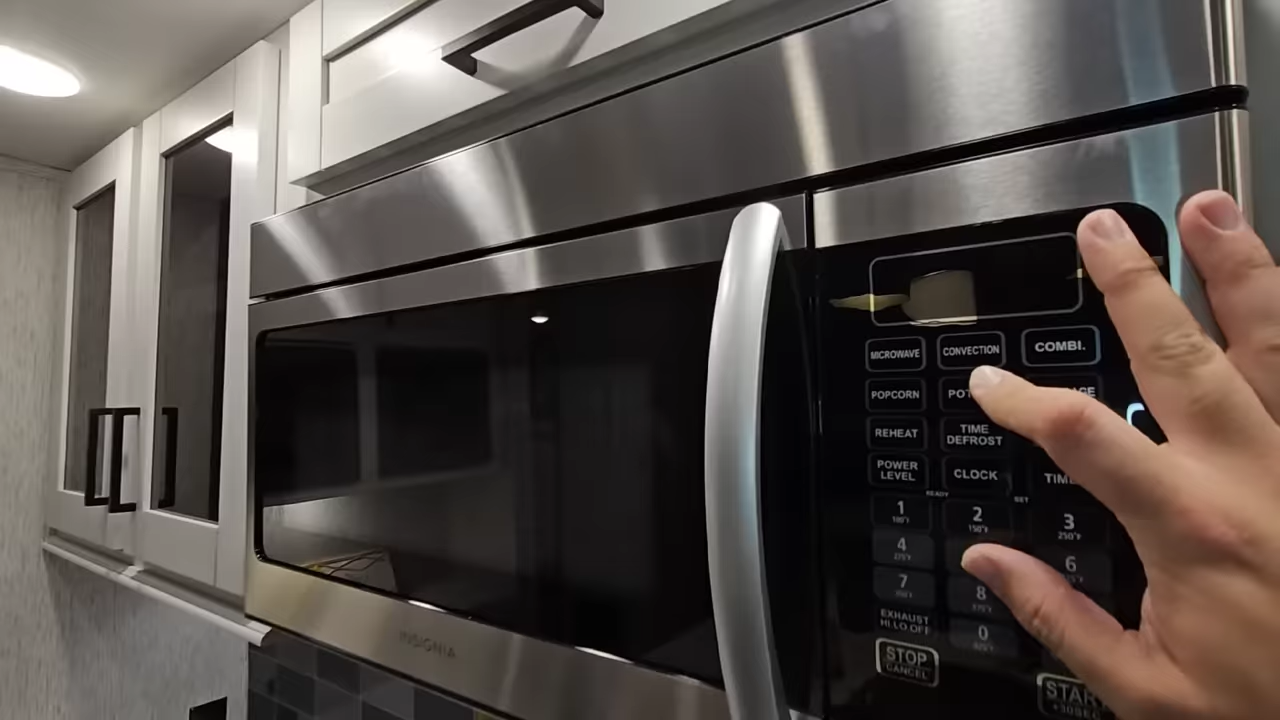 MICROWAVE CONVECTION COMBI.
POPCORN
REHEAT TIME DEFROST
POWER LEVEL CLOCK
READY SET
1 2 3
100°F 150°F 250°F
4 6
275°F
7 8
EXHAUST 0
HI.LO.OFF
STOP
CANCEL
INSIGNIA